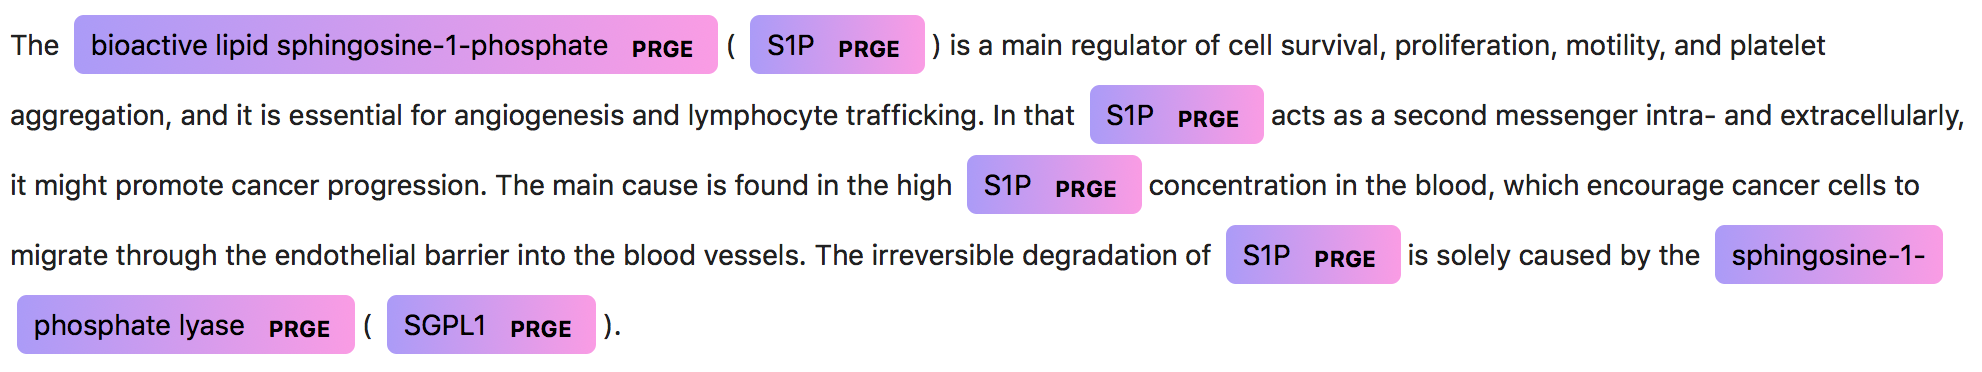 The bioactive lipid sphingosine-1-phosphate PRGE ( S1P PRGE ) is a main regulator of cell survival, proliferation, motility, and platelet
aggregation, and it is essential for angiogenesis and lymphocyte trafficking. In that S1P PRGE acts as a second messenger intra- and extracellularly,
it might promote cancer progression. The main cause is found in the high S1P PRGE concentration in the blood, which encourage cancer cells to
migrate through the endothelial barrier into the blood vessels. The irreversible degradation of S1P PRGE is solely caused by the sphingosine-1-
phosphate lyase PRGE ( SGPL1 PRGE ).